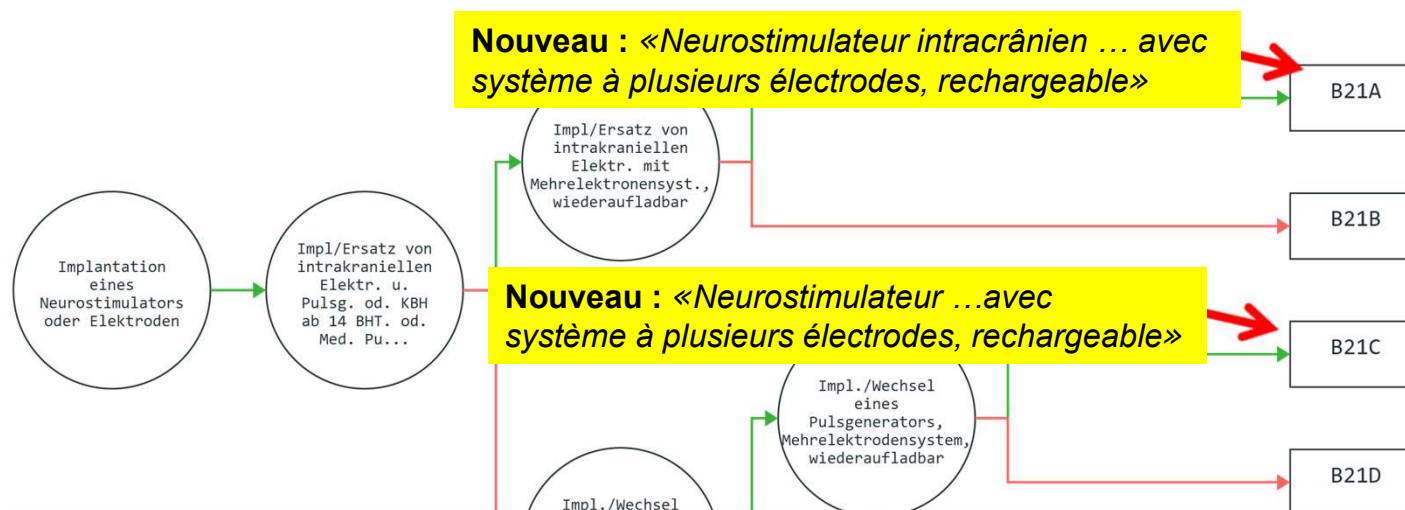 Nouveau : «Neurostimulateur intracrânien … avec
système à plusieurs électrodes, rechargeable»
B21A
Impl/Ersatz von
intrakraniellen
Elektr. mit
Mehrelektronensyst.,
wiederaufladbar
B21B
Implantation
eines
Neurostimulators
oder Elektroden
Impl/Ersatz von
intrakraniellen
Elektr. u.
Pulsg. od. KBH
ab 14 BHT. od.
Med. Pu...
Nouveau : «Neurostimulateur …avec
système à plusieurs électrodes, rechargeable»
B21C
Impl./Wechsel
eines
Pulsgenerators,
Mehrelektrodensystem,
wiederaufladbar
B21D
Impl./Wechsel